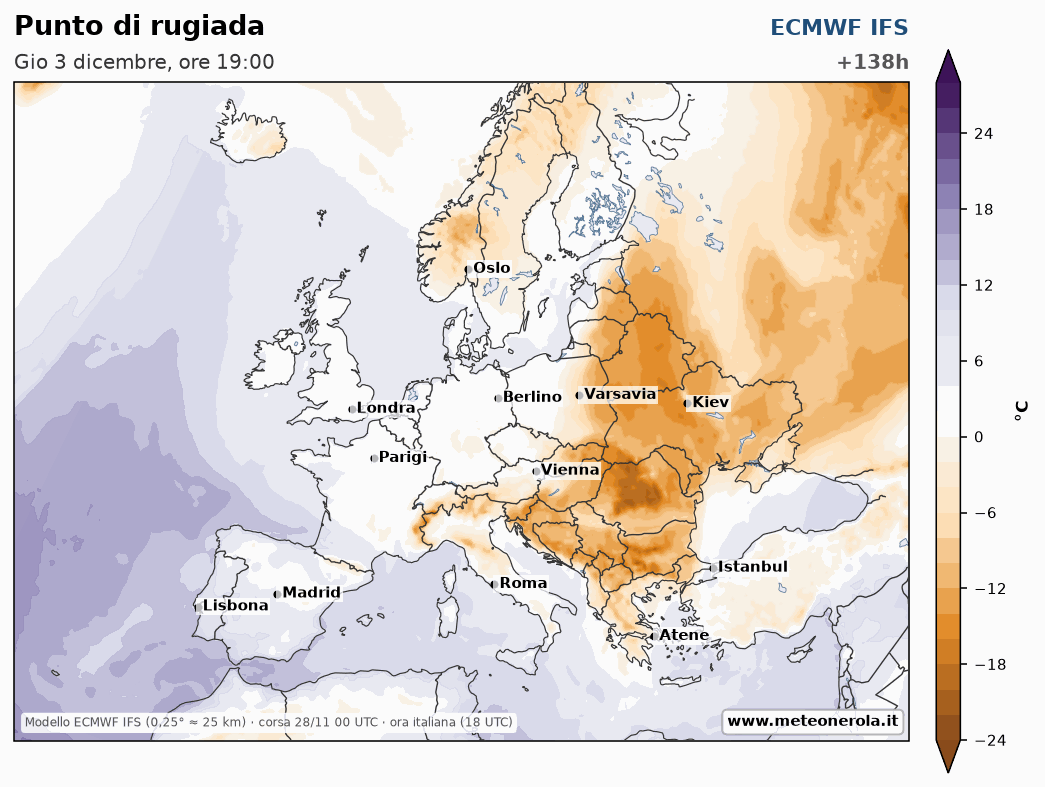 Punto di rugiada
ECMWF IFS
Gio 3 dicembre, ore 19:00
+138h
Oslo
Londra
Berlino
Varsavia
Kiev
Parigi
Vienna
Madrid
Lisbona
Roma
Istanbul
Atene
24
18
12
6
0
−6
−12
−18
−24
°C
Modello ECMWF IFS (0,25° ≈ 25 km) · corsa 28/11 00 UTC · ora italiana (18 UTC)
www.meteonerola.it